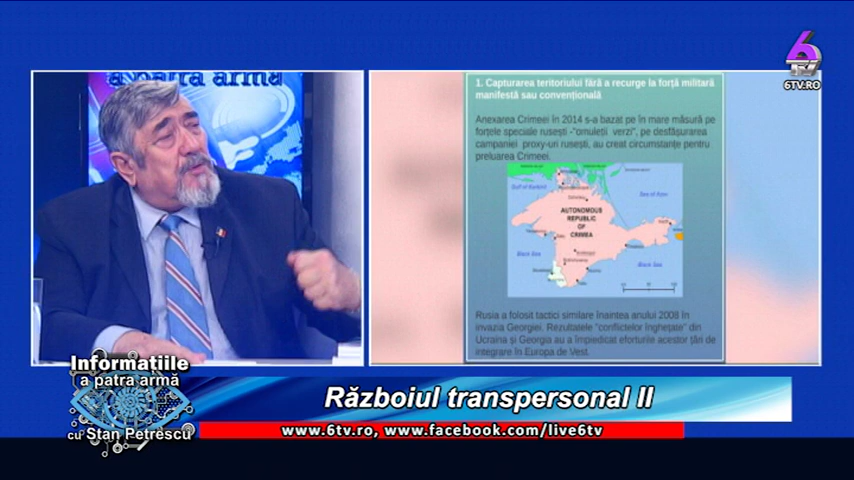 6
6TV.RO
a patra armă
1. Capturarea teritoriului fără a recurge la forță militară
manifestă sau convențională
Anexarea Crimeei în 2014 s-a bazat pe în mare măsură pe
forțele speciale rusești -"omuleții verzi", pe desfășurarea
campaniei proxy-uri rusești, au creat circumstanțe pentru
preluarea Crimeei.
Gulf of Karkinit
Sea of Azov
AUTONOMOUS
REPUBLIC
OF
CRIMEA
Black Sea
Black Sea
Rusia a folosit tactici similare înaintea anului 2008 în
invazia Georgiei. Rezultatele "conflictelor înghețate" din
Ucraina și Georgia au a împiedicat eforturile acestor țări de
integrare în Europa de Vest.
Informațiile
a patra armă
cu Stan Petrescu
Războiul transpersonal II
www.6tv.ro, www.facebook.com/live6tv